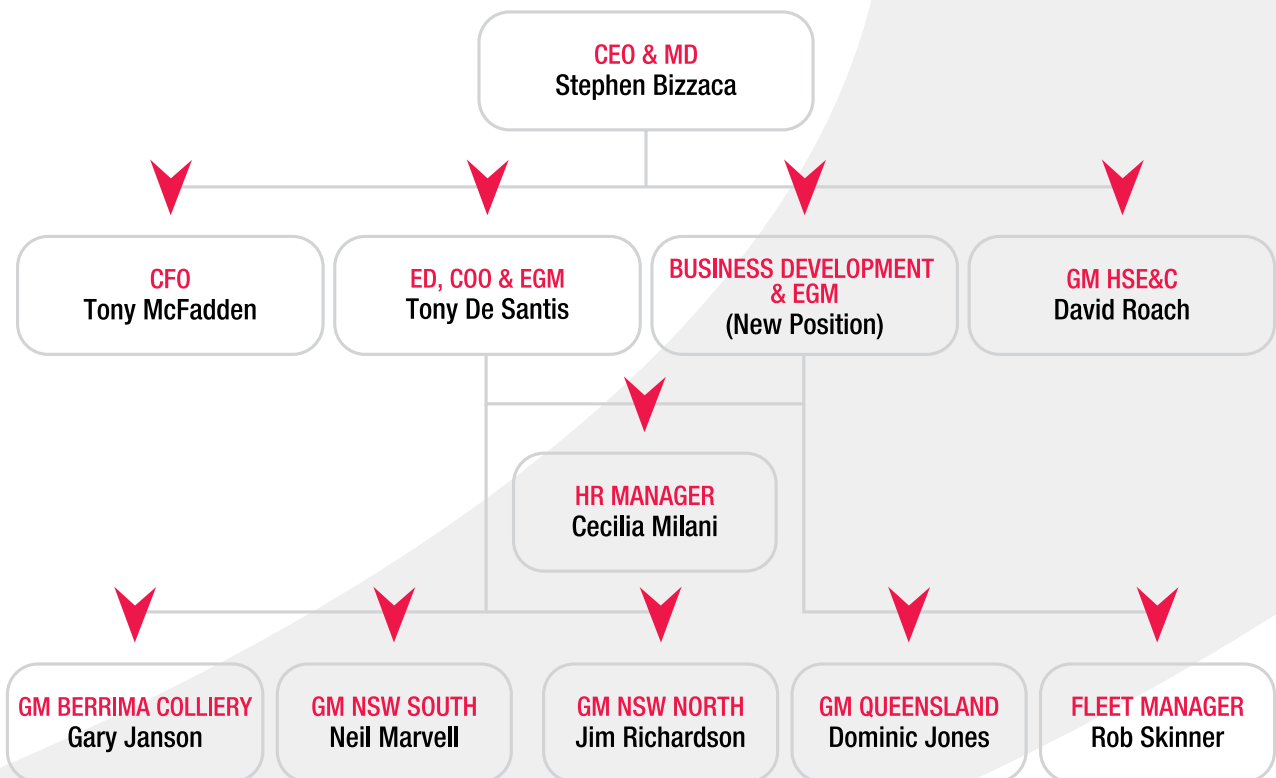 CEO & MD
Stephen Bizzaca
CFO
Tony McFadden
ED, COO & EGM
Tony De Santis
BUSINESS DEVELOPMENT
& EGM
(New Position)
GM HSE&C
David Roach
HR MANAGER
Cecilia Milani
GM BERRIMA COLLIERY
Gary Janson
GM NSW SOUTH
Neil Marvell
GM NSW NORTH
Jim Richardson
GM QUEENSLAND
Dominic Jones
FLEET MANAGER
Rob Skinner